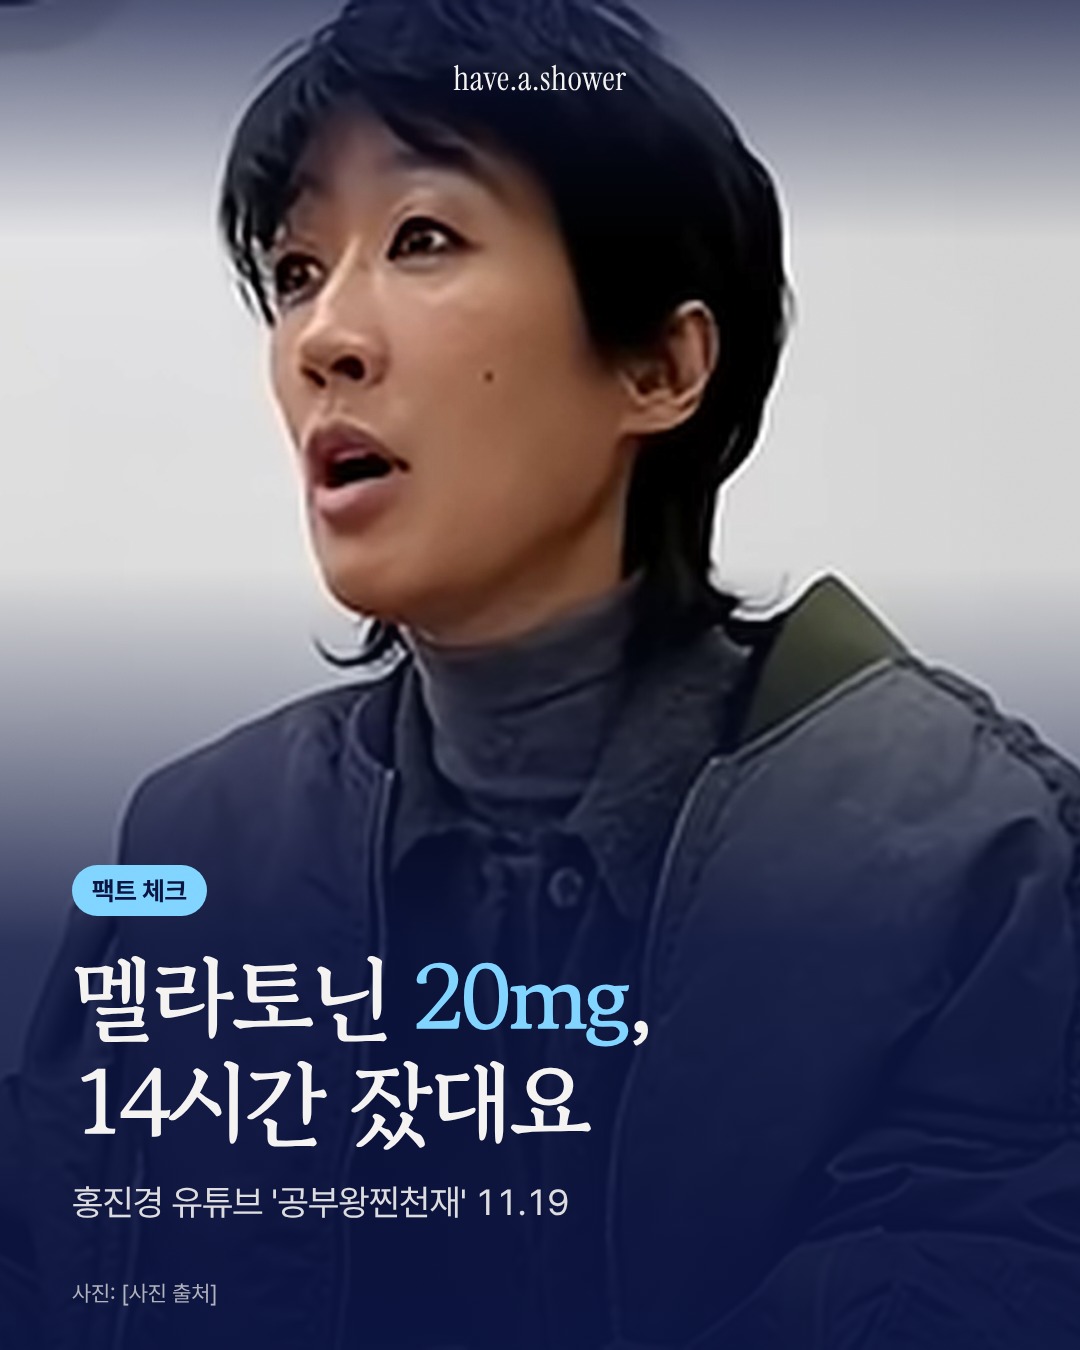 have.a.shower
팩트 체크
멜라토닌 20mg,
14시간 잤대요
홍진경 유튜브 '공부왕찐천재' 11.19
사진: [사진 출처]